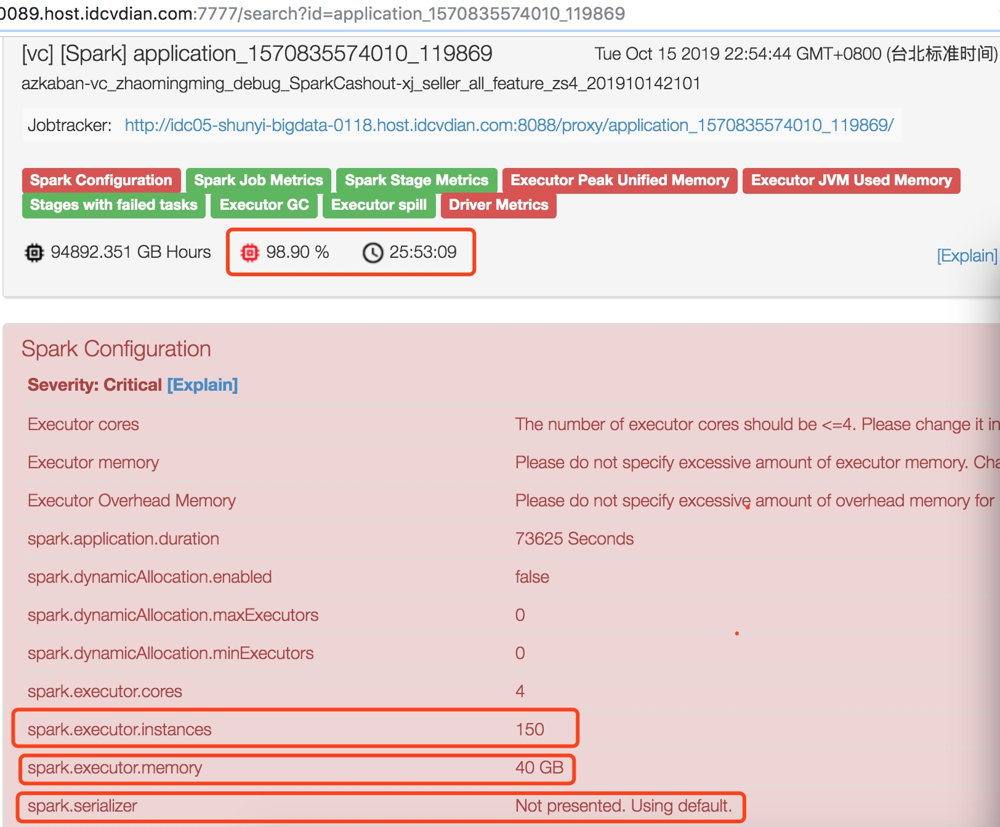 0089.host.idcvdian.com:7777/search?id=application_1570835574010_119869
[vc] [Spark] application_1570835574010_119869 Tue Oct 15 2019 22:54:44 GMT+0800 (台北标准时间)
azkaban-vc_zhaomingming_debug_SparkCashout-xj_seller_all_feature_zs4_201910142101
Jobtracker: http://idc05-shunyi-bigdata-0118.host.idcvdian.com:8088/proxy/application_1570835574010_119869/
Spark Configuration Spark Job Metrics Spark Stage Metrics Executor Peak Unified Memory Executor JVM Used Memory
Stages with failed tasks Executor GC Executor spill Driver Metrics
94892.351 GB Hours 98.90 % 25:53:09 [Explain]
Spark Configuration
Severity: Critical [Explain]
Executor cores The number of executor cores should be <=4. Please change it in
Executor memory Please do not specify excessive amount of executor memory. Cha
Executor Overhead Memory Please do not specify excessive amount of overhead memory for
spark.application.duration 73625 Seconds
spark.dynamicAllocation.enabled false
spark.dynamicAllocation.maxExecutors 0
spark.dynamicAllocation.minExecutors 0
spark.executor.cores 4
spark.executor.instances 150
spark.executor.memory 40 GB
spark.serializer Not presented. Using default.